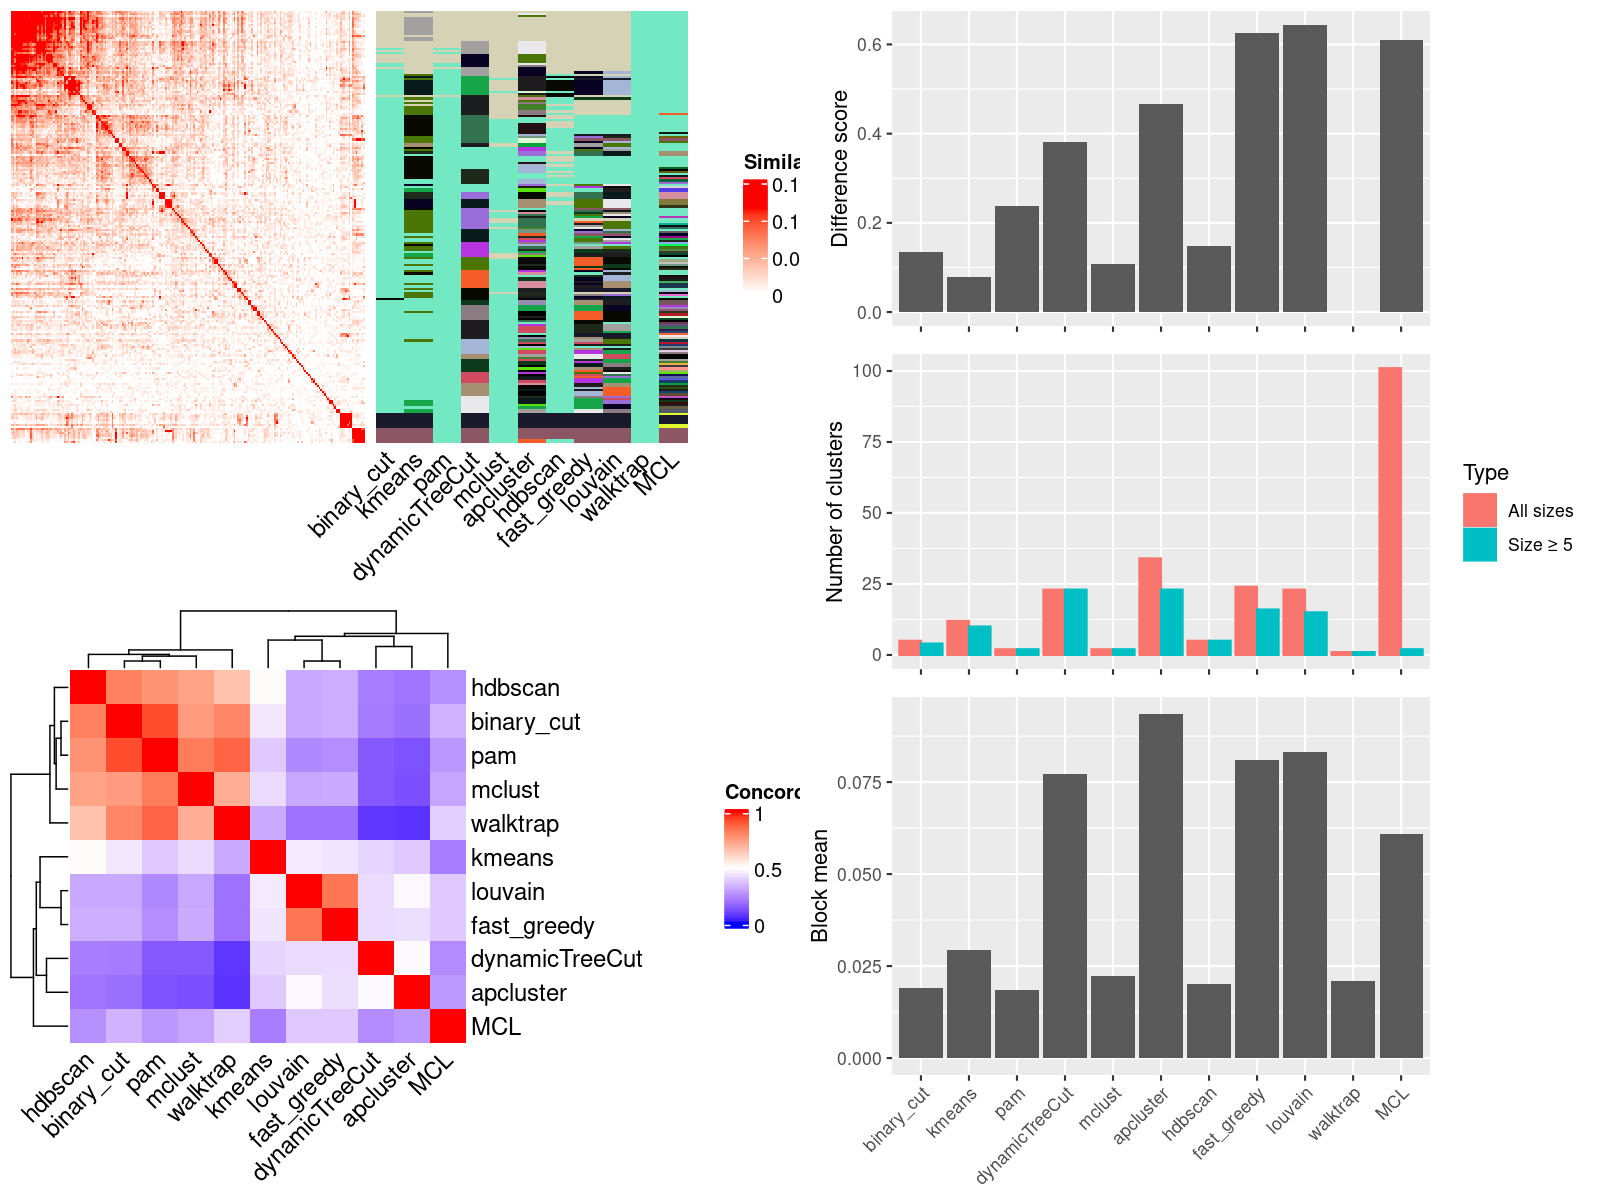 Simila
0.1
0.1
0.0
0
binary_cut
kmeans
pam
dynamicTreeCut
mclust
apcluster
hdbscan
fast_greedy
louvain
walktrap
MCL
hdbscan
binary_cut
pam
mclust
walktrap
kmeans
louvain
fast_greedy
dynamicTreeCut
apcluster
MCL
hdbscan
binary_cut
pam
mclust
walktrap
kmeans
louvain
fast_greedy
dynamicTreeCut
apcluster
MCL
Concord
1
0.5
0
Difference score
0.6
0.4
0.2
0.0
Number of clusters
100
75
50
25
0
Type
All sizes
Size ≥ 5
Block mean
0.075
0.050
0.025
0.000
binary_cut
kmeans
pam
dynamicTreeCut
mclust
apcluster
hdbscan
fast_greedy
louvain
walktrap
MCL